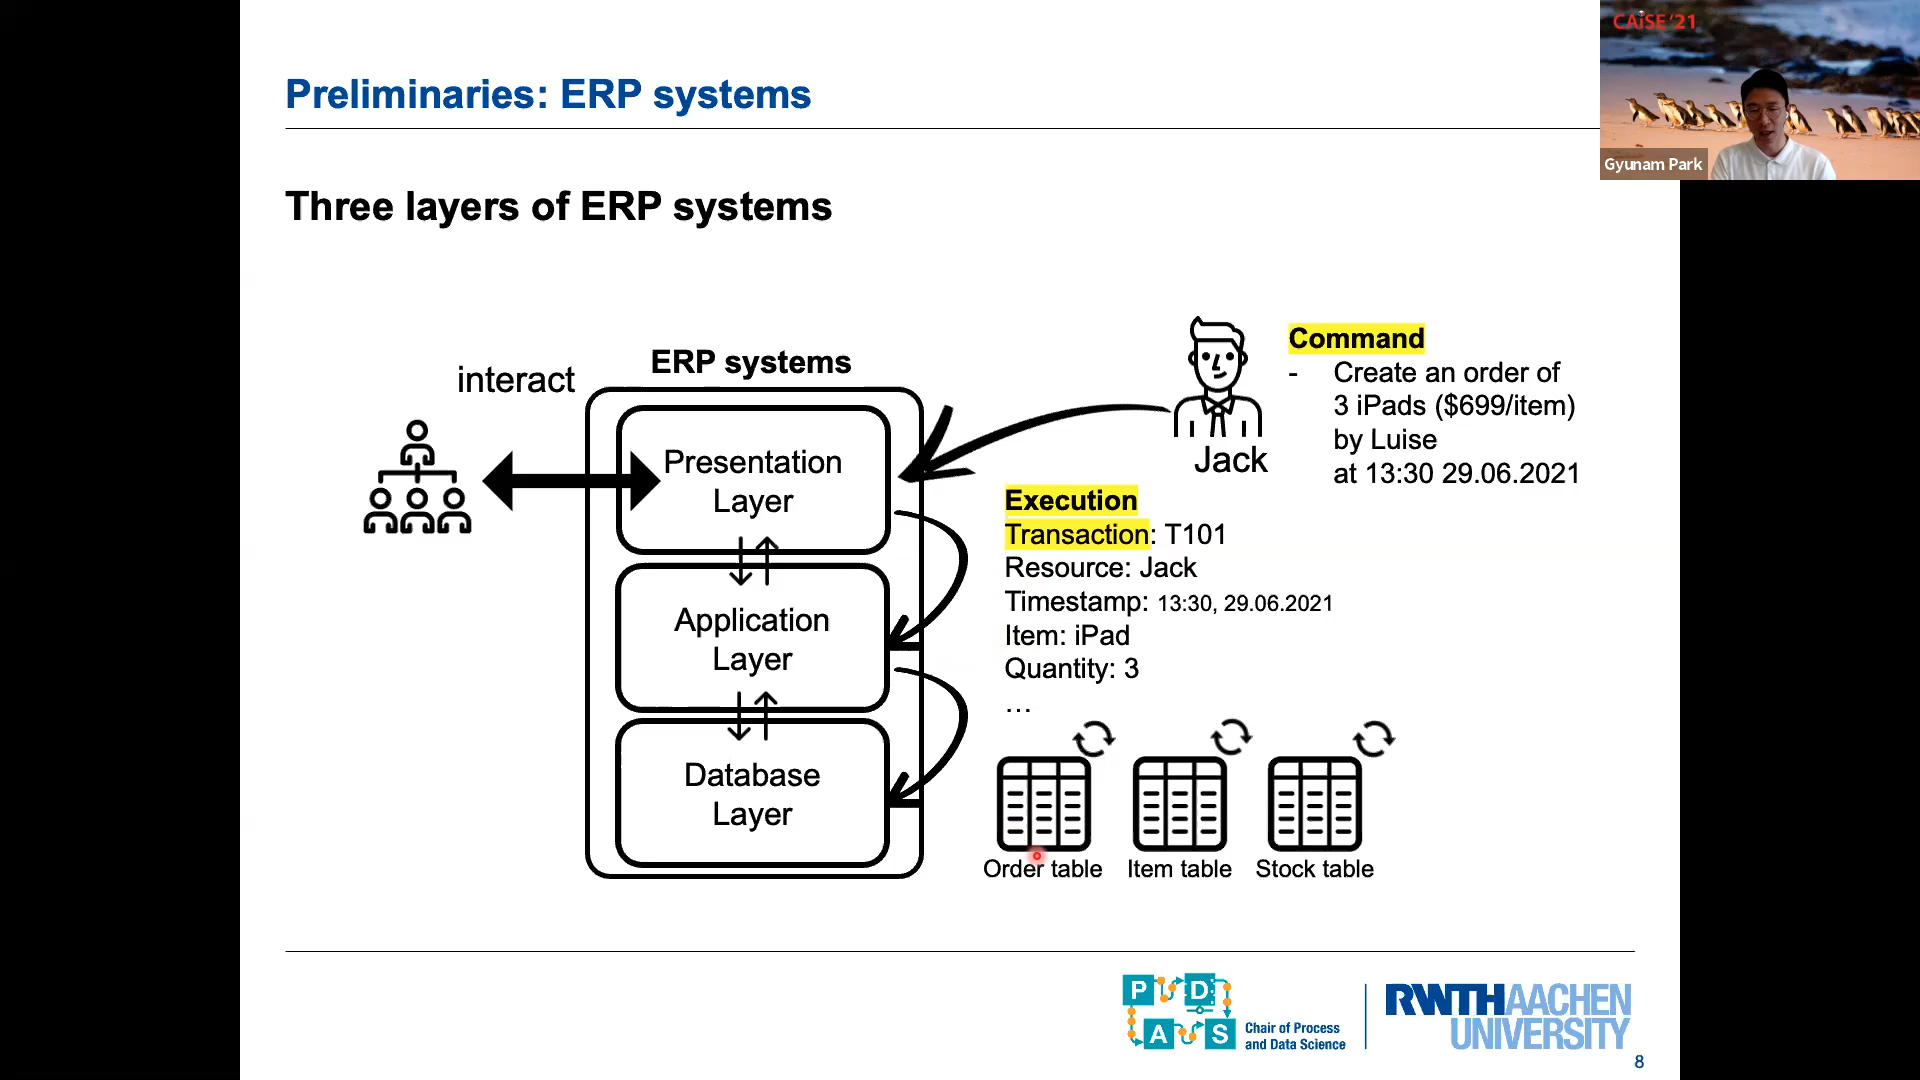 CAiSE '21
Gyunam Park
Preliminaries: ERP systems
Three layers of ERP systems
interact
ERP systems
Presentation
Layer
Application
Layer
Database
Layer
Jack
Command
- Create an order of
3 iPads ($699/item)
by Luise
at 13:30 29.06.2021
Execution
Transaction: T101
Resource: Jack
Timestamp: 13:30, 29.06.2021
Item: iPad
Quantity: 3
...
Order table
Item table
Stock table
P D
A S
Chair of Process
and Data Science
RWTHAACHEN
UNIVERSITY
8